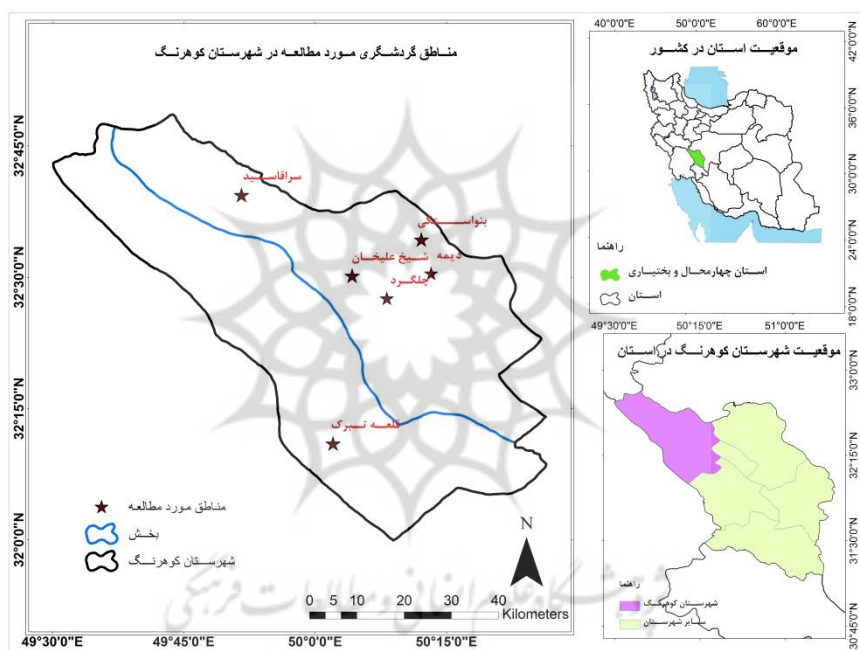 مناطق گردشگری مورد مطالعه در شهرستان کوهرنگ
32°45'0"N
32°30'0"N
32°15'0"N
32°0'0"N
سراقاسید
بنواستکی
دیمه
شیخ علیخان
چلگرد
قلعه تبرک
مناطق مورد مطالعه
بخش
شهرستان کوهرنگ
N
0 5 10 20 30 40
Kilometers
49°30'0"E 49°45'0"E 50°0'0"E 50°15'0"E
40°0'0"E 50°0'0"E 60°0'0"E
موقعیت استان در کشور
42°0'0"N
36°0'0"N
30°0'0"N
24°0'0"N
18°0'0"N
راهنما
استان چهارمحال و بختیاری
استان
49°30'0"E 50°15'0"E 51°0'0"E
موقعیت شهرستان کوهرنگ در استان
33°0'0"N
32°15'0"N
31°30'0"N
30°45'0"N
راهنما
شهرستان کوهرنگ
سایر شهرستان
پژوهشگاه علوم انسانی و مطالعات فرهنگی